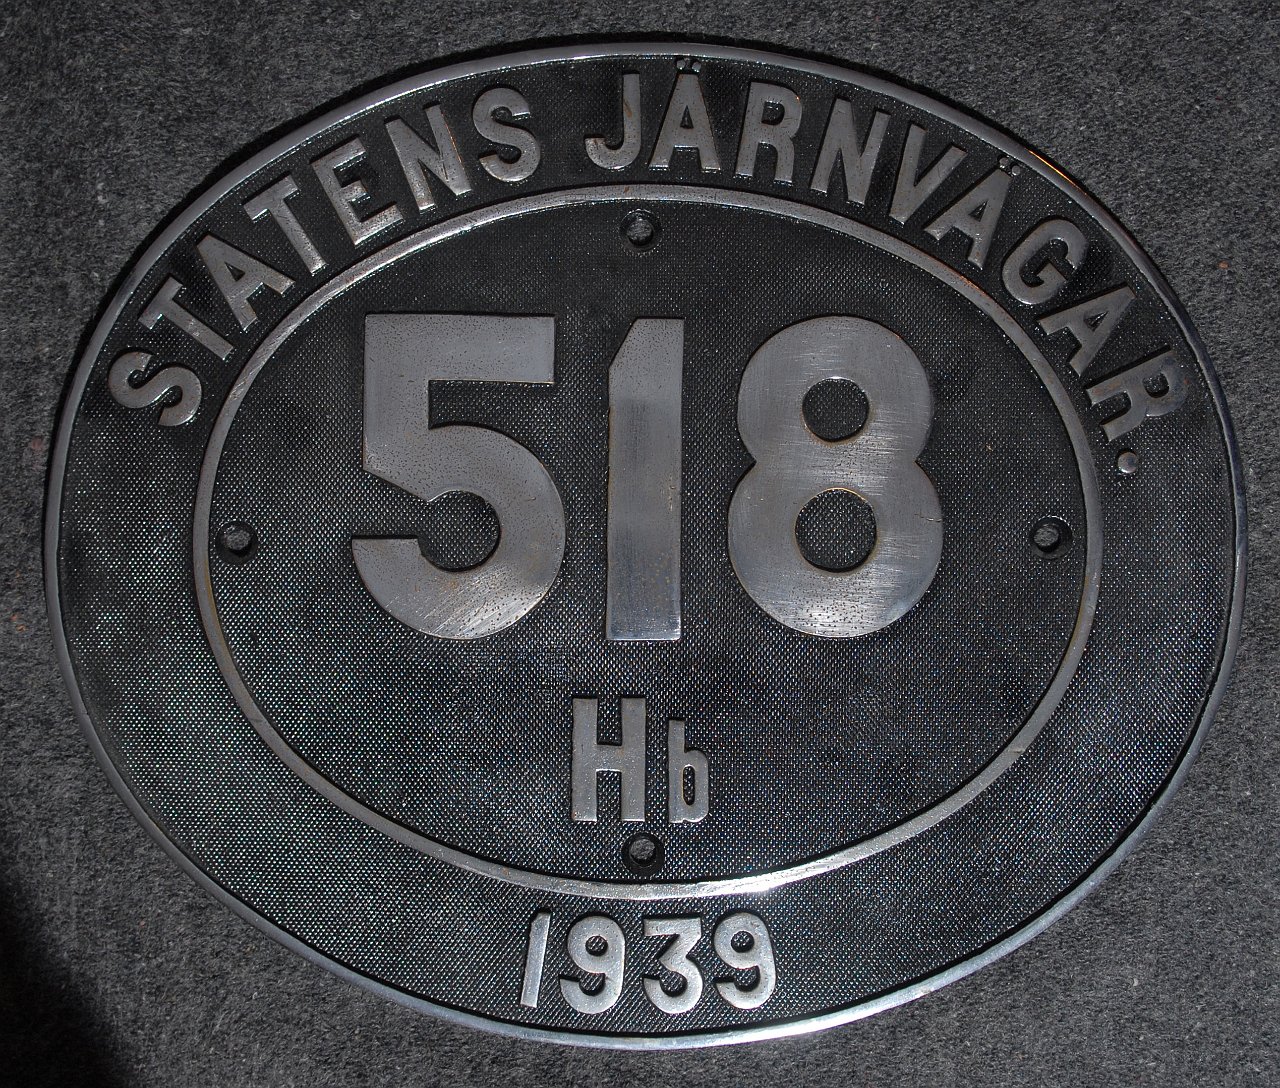 STATENS JÄRNVÄGAR.
518
Hb
1939